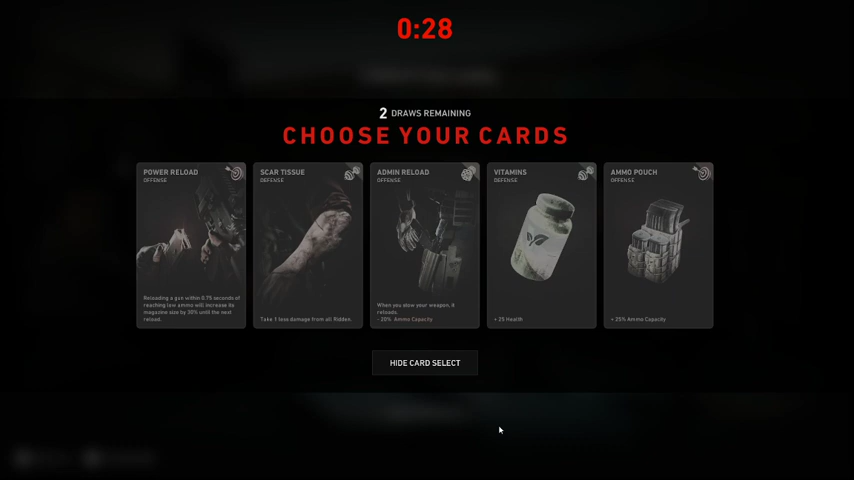 0:28
2 DRAWS REMAINING
CHOOSE YOUR CARDS
POWER RELOAD
OFFENSE
Reloading a gun within 0.75 seconds of
reaching low ammo will increase its
magazine size by 30% until the next
reload.
SCAR TISSUE
DEFENSE
Take 1 less damage from all Ridden.
ADMIN RELOAD
OFFENSE
When you stow your weapon, it
reloads.
- 20% Ammo Capacity
VITAMINS
DEFENSE
+ 25 Health
AMMO POUCH
OFFENSE
+ 25% Ammo Capacity
HIDE CARD SELECT